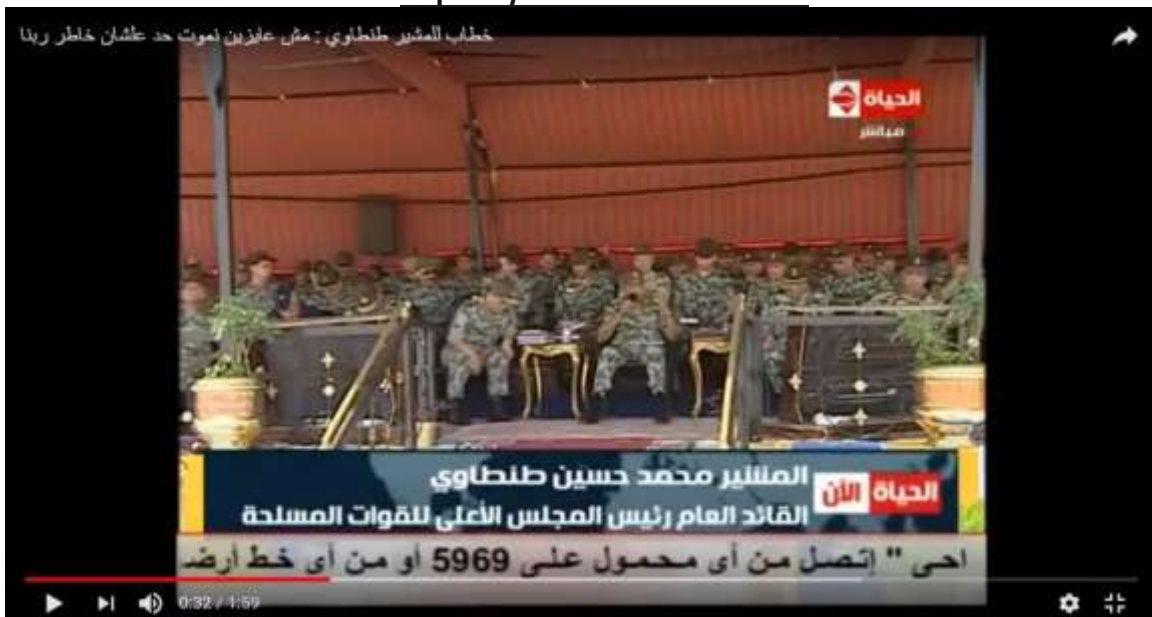 خطاب للمشير طنطاوي : مش عايزين نموت حد علشان خاطر ربنا
الحياة
مباشر
المشير محمد حسين طنطاوي
القائد العام رئيس المجلس الأعلى للقوات المسلحة
الحياة الآن
احى " إتصل من أى محمول على 5969 أو من أى خط أرضـ
0:32 / 1:59